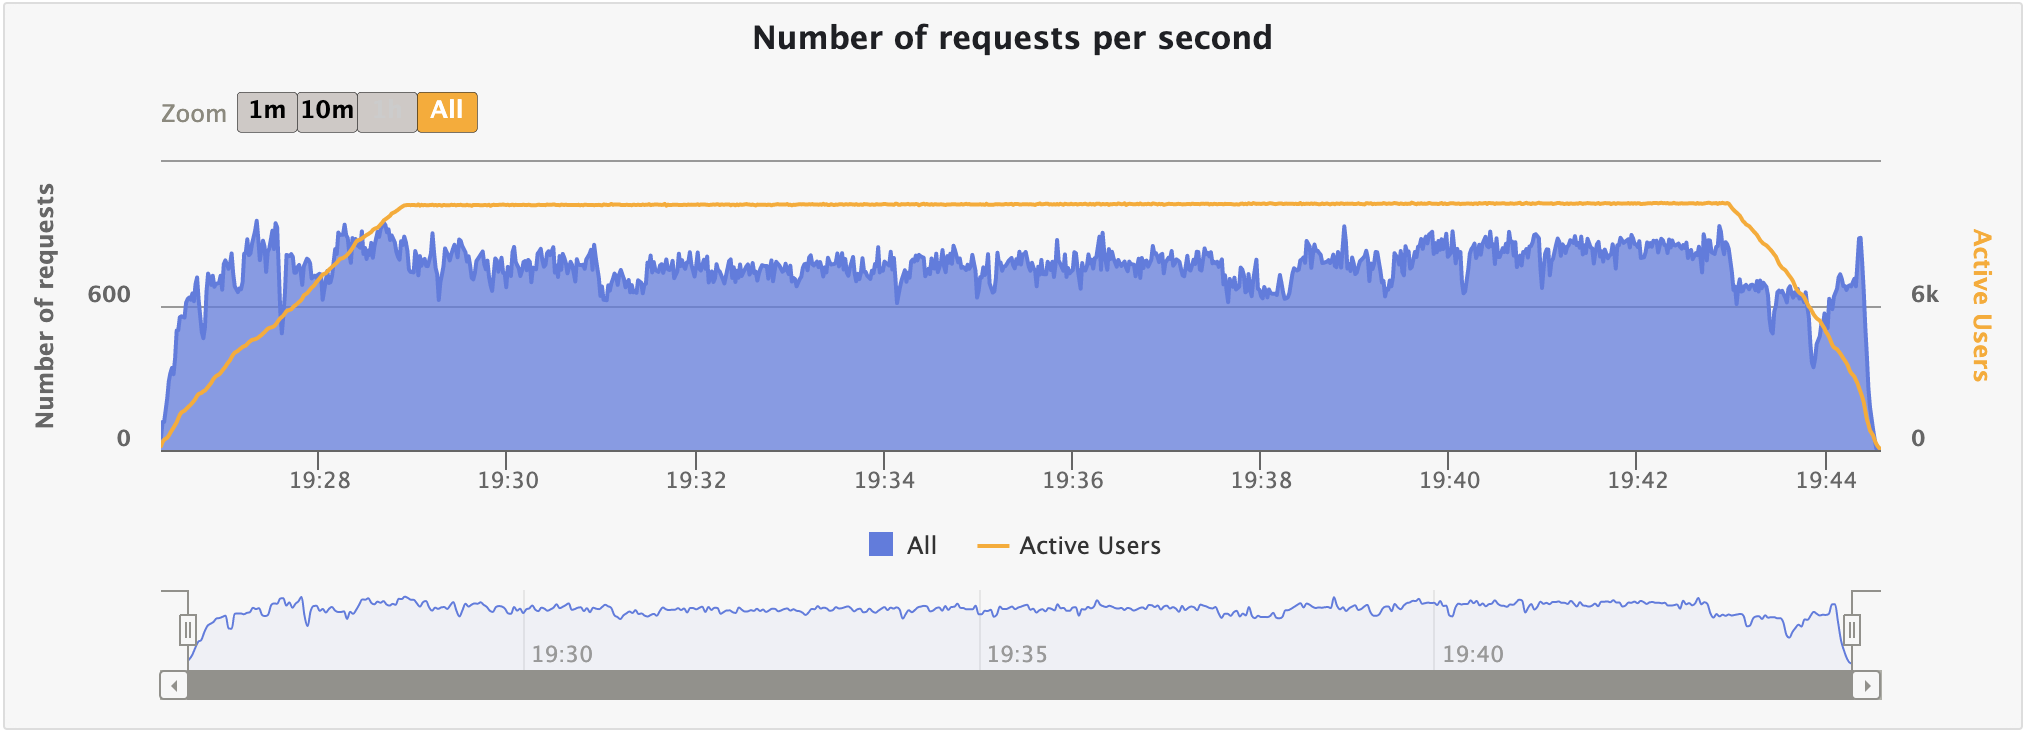 Number of requests per second
Zoom 1m 10m 1h All
Number of requests
600
0
6k
0
Active Users
19:28 19:30 19:32 19:34 19:36 19:38 19:40 19:42 19:44
All Active Users
19:30 19:35 19:40